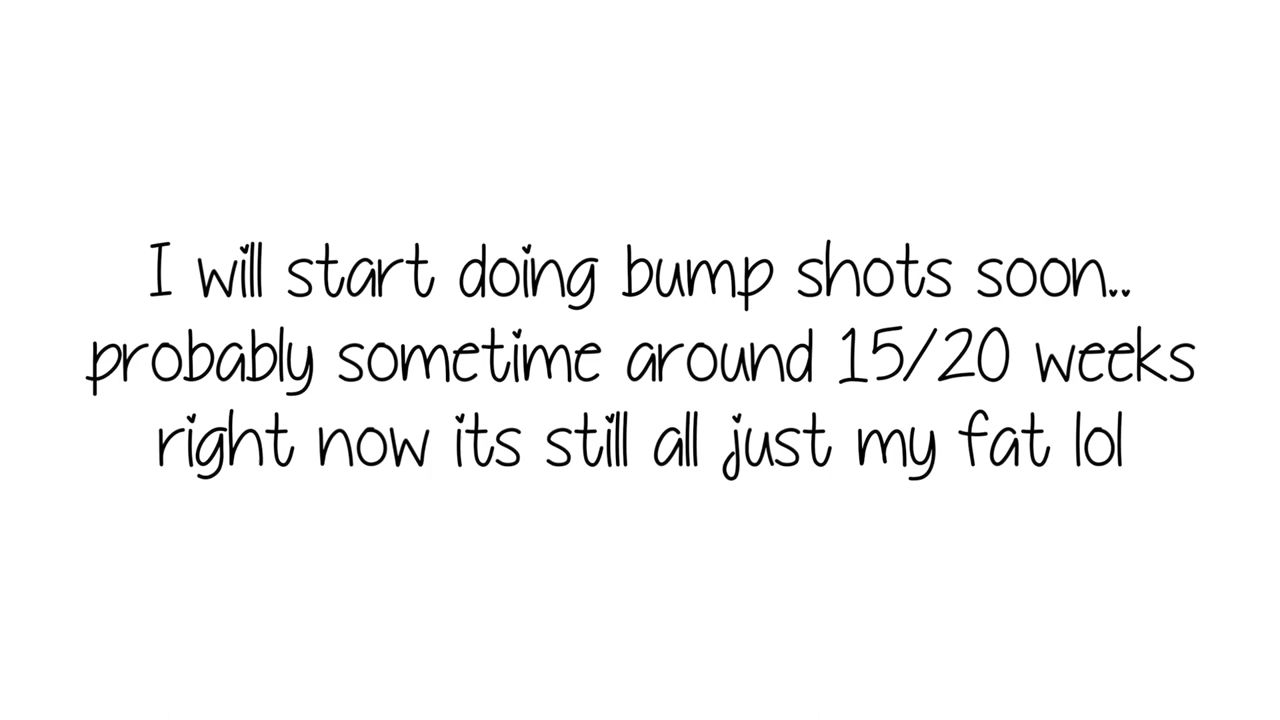 I will start doing bump shots soon..
probably sometime around 15/20 weeks
right now its still all just my fat lol